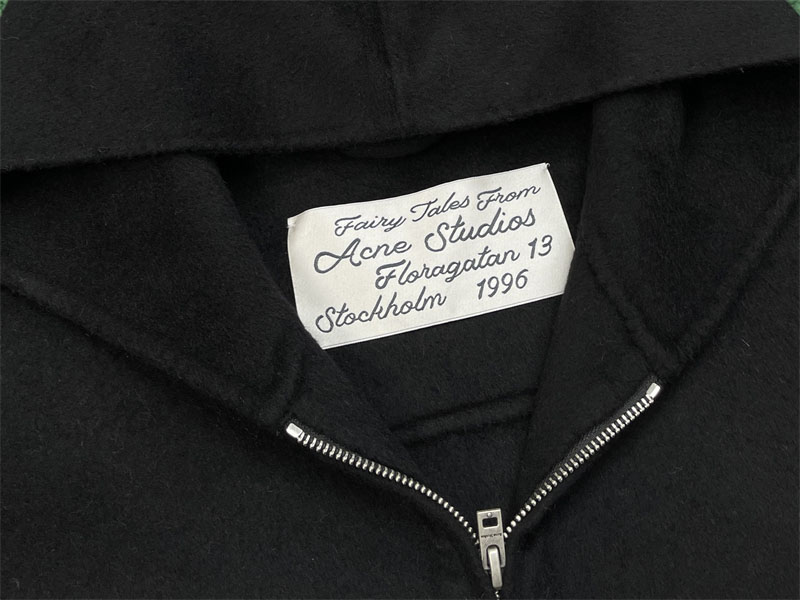 Fairy Tales From
Acne Studios
Floragatan 13
Stockholm 1996